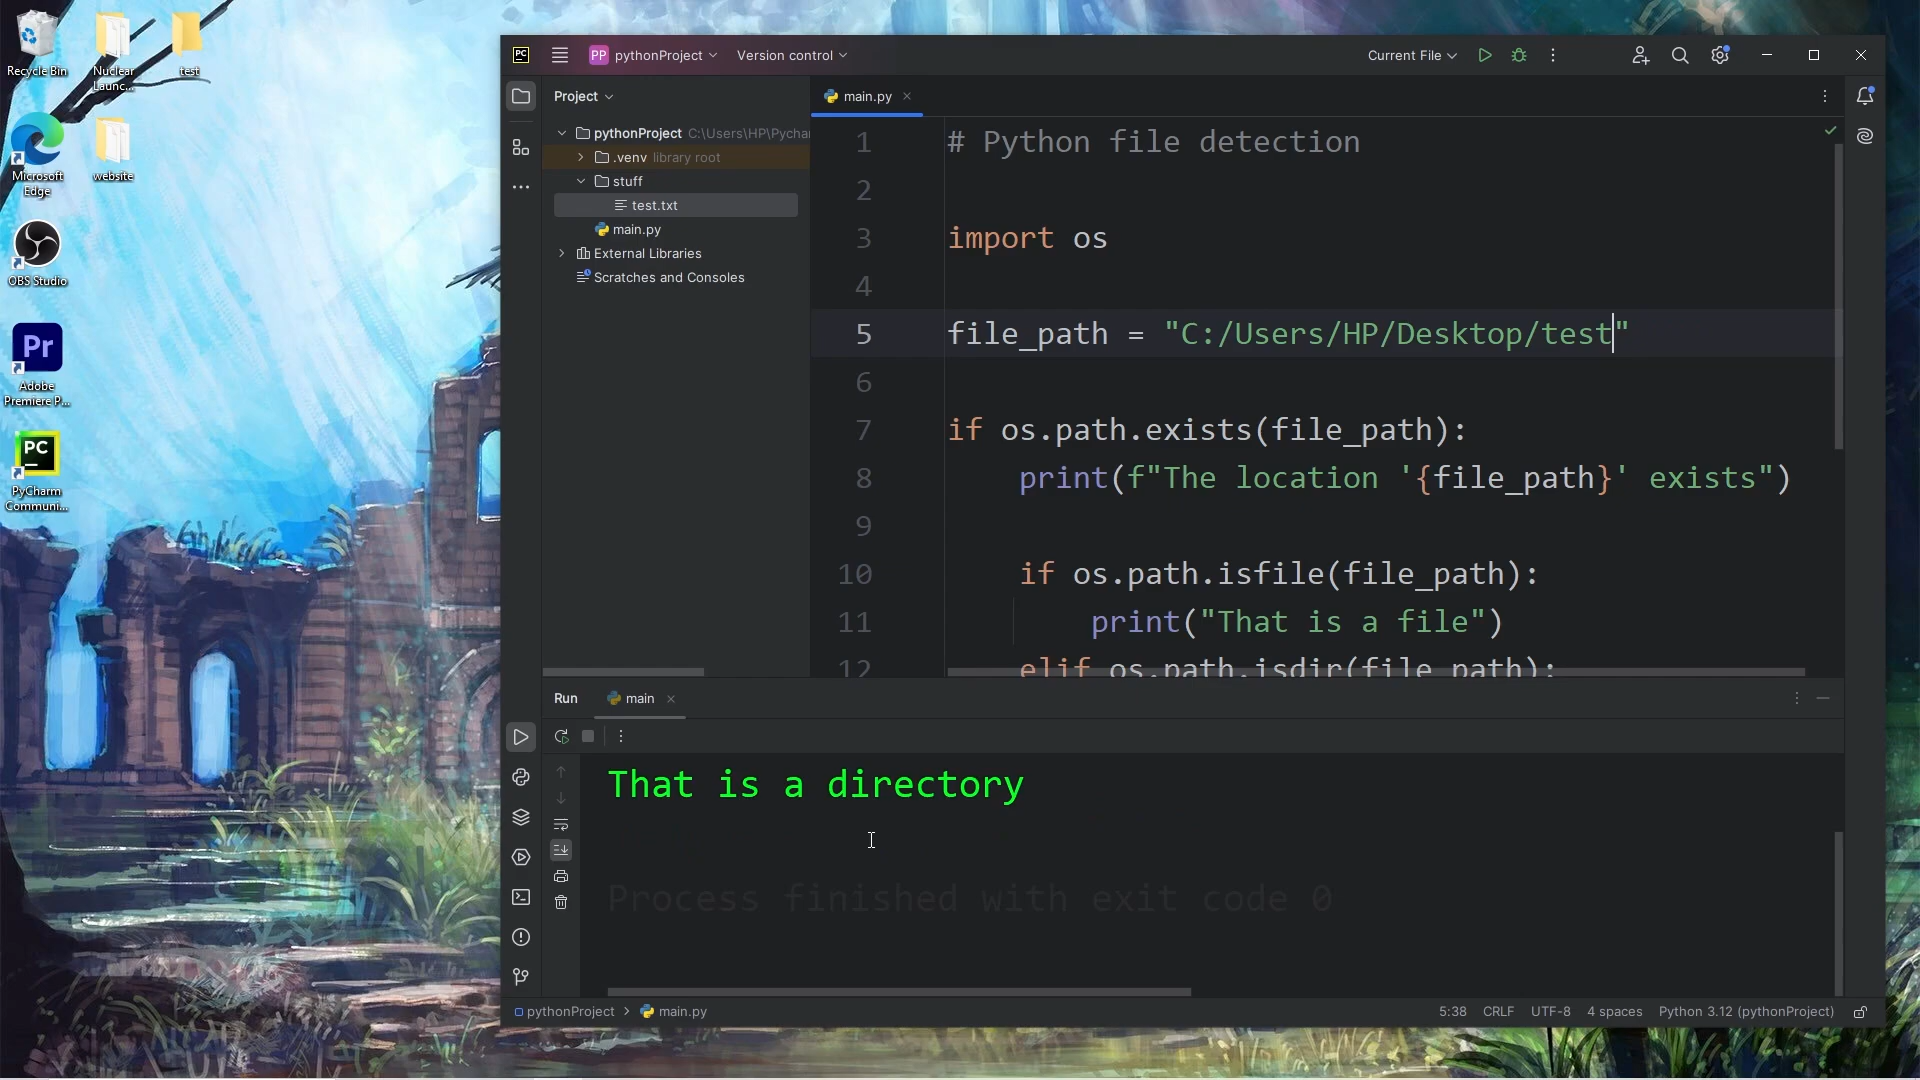 Recycle Bin
Nuclear
Launc...
test
Microsoft
Edge
website
OBS Studio
Pr
Adobe
Premiere P...
PC
PyCharm
Communi...
PC
PP pythonProject
Version control
Current File
Project
main.py
pythonProject C:\Users\HP\Pychar
.venv library root
stuff
test.txt
main.py
External Libraries
Scratches and Consoles
1 # Python file detection
2
3 import os
4
5 file_path = "C:/Users/HP/Desktop/test"
6
7 if os.path.exists(file_path):
8 print(f"The location '{file_path}' exists")
9
10 if os.path.isfile(file_path):
11 print("That is a file")
12 elif os.path.isdir(file_path):
Run main
That is a directory
Process finished with exit code 0
pythonProject > main.py
5:38 CRLF UTF-8 4 spaces Python 3.12 (pythonProject)